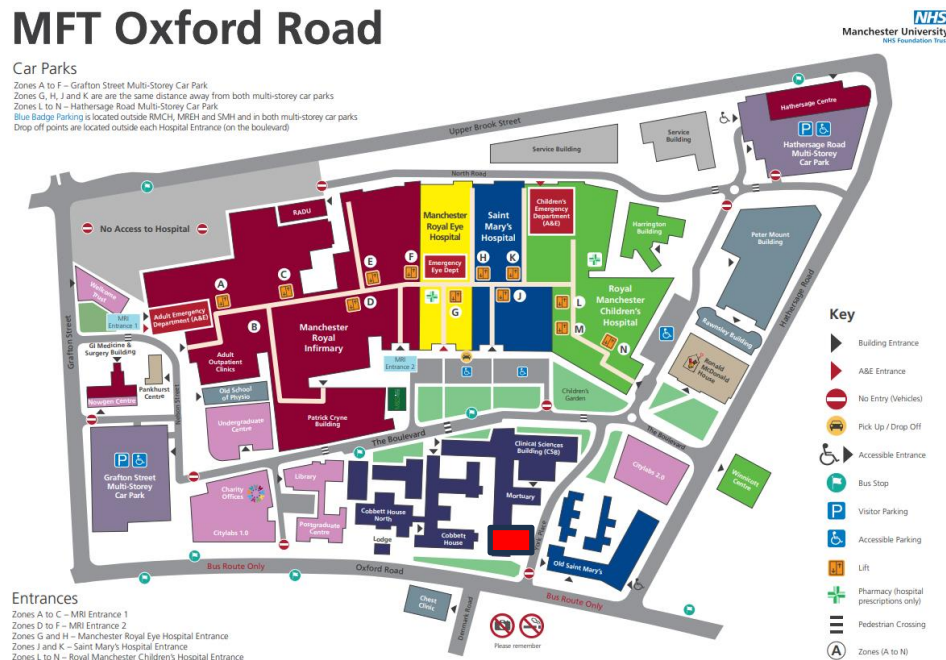 MFT Oxford Road
NHS
Manchester University
NHS Foundation Trust
Car Parks
Zones A to F – Grafton Street Multi-Storey Car Park
Zones G, H, J and K are are the same distance away from both multi-storey car parks
Zones L to N – Hathersage Road Multi-Storey Car Park
Blue Badge Parking is located outside RMCH, MREH and SMH and in both multi-storey car parks
Drop off points are located outside each Hospital Entrance (on the boulevard)
Upper Brook Street
Hathersage Centre
P
Hathersage Road
Multi-Storey
Car Park
Service Building
Service
Building
North Road
No Access to Hospital
RADU
Manchester
Royal Eye
Hospital
Saint
Mary's
Hospital
Children's
Emergency
Department
(A&E)
Harrington
Building
Peter Mount
Building
Emergency
Eye Dept
A
C
E
F
H
K
Wellcome
Trust
MRI
Entrance 1
Adult Emergency
Department (A&E)
B
D
G
J
L
M
N
Manchester
Royal
Infirmary
Royal
Manchester
Children's
Hospital
Hathersage Road
Rawnsley Building
Ronald
McDonald
House
Grafton Street
GI Medicine &
Surgery Building
Nowgen Centre
Pankhurst
Centre
Nelson Street
Adult
Outpatient
Clinics
Old School
of Physio
Undergraduate
Centre
MRI
Entrance 2
Patrick Cryne
Building
Children's
Garden
The Boulevard
The Boulevard
P
Grafton Street
Multi-Storey
Car Park
Charity
Offices
Citylabs 1.0
Library
Postgraduate
Centre
Cobbett House
North
Lodge
Cobbett
House
Clinical Sciences
Building (CSB)
Mortuary
York Place
Old Saint Mary's
Citylabs 2.0
Winnicott
Centre
Bus Route Only
Oxford Road
Bus Route Only
Chest
Clinic
Denmark Road
Please remember
Key
Building Entrance
A&E Entrance
No Entry (Vehicles)
Pick Up / Drop Off
Accessible Entrance
Bus Stop
P
Visitor Parking
Accessible Parking
Lift
Pharmacy (hospital
prescriptions only)
Pedestrian Crossing
A
Zones (A to N)
Entrances
Zones A to C – MRI Entrance 1
Zones D to F – MRI Entrance 2
Zones G and H – Manchester Royal Eye Hospital Entrance
Zones J and K – Saint Mary's Hospital Entrance
Zones L to N – Royal Manchester Children's Hospital Entrance